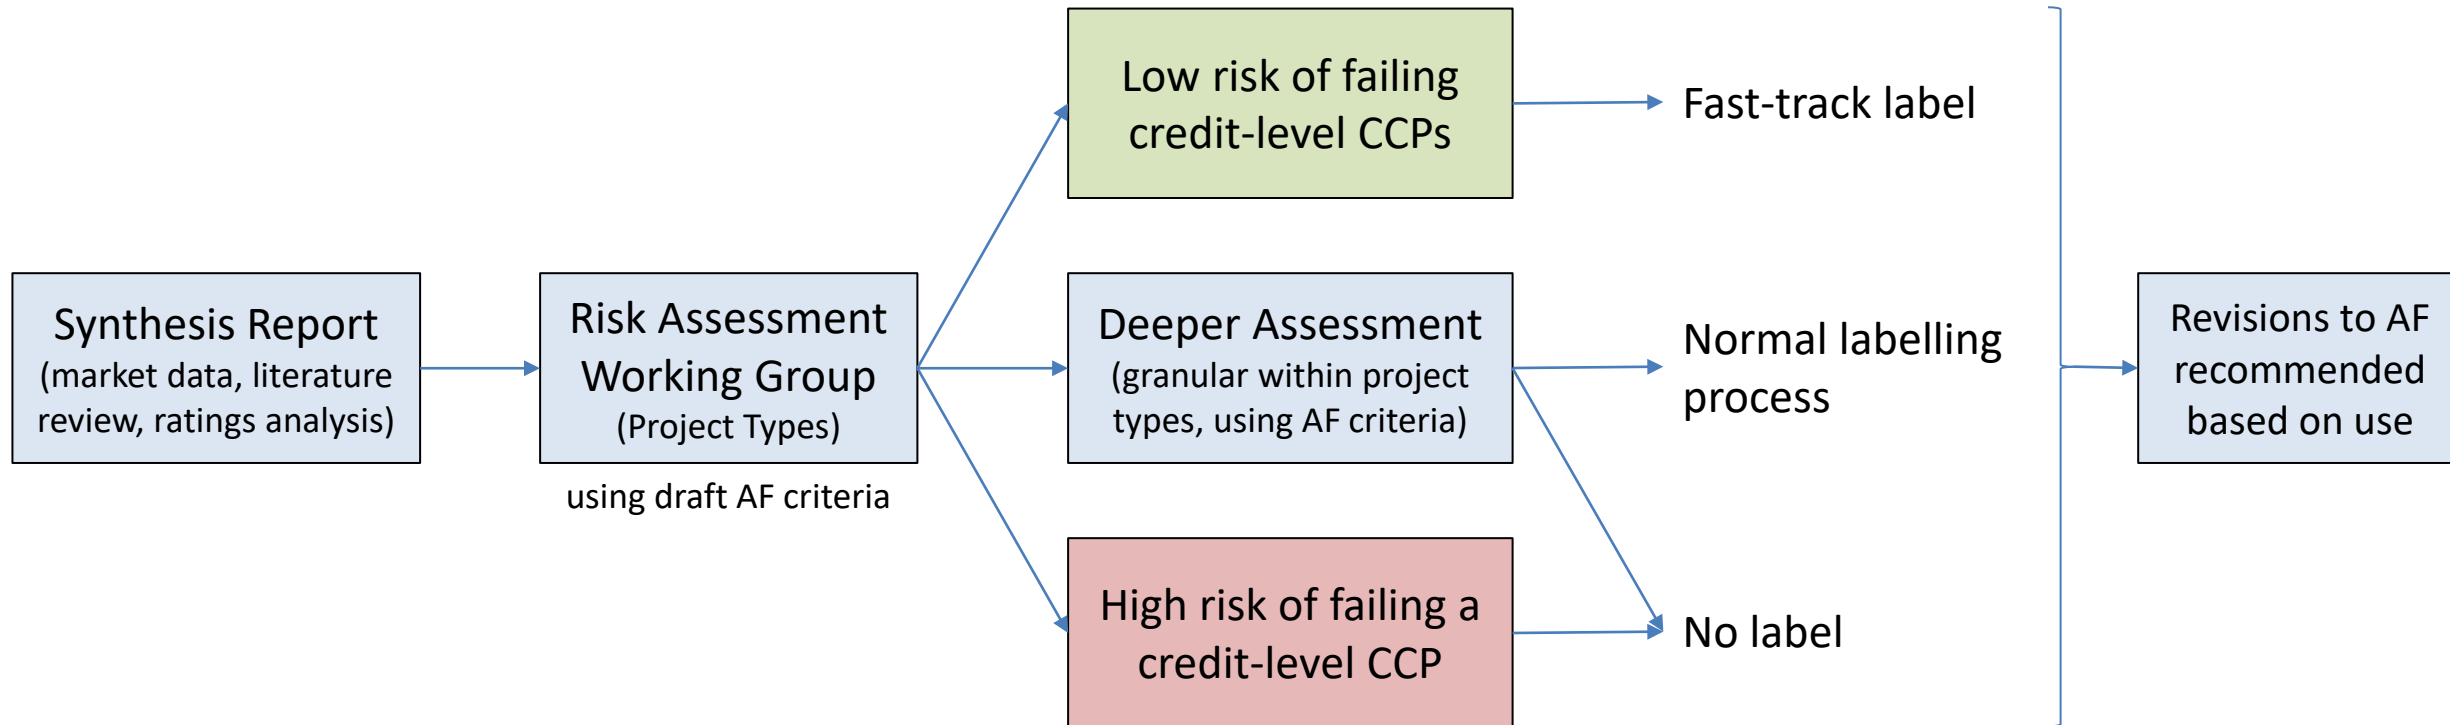 Synthesis Report
(market data, literature
review, ratings analysis)
Risk Assessment
Working Group
(Project Types)
using draft AF criteria
Low risk of failing
credit-level CCPs
Deeper Assessment
(granular within project
types, using AF criteria)
High risk of failing a
credit-level CCP
Fast-track label
Normal labelling
process
No label
Revisions to AF
recommended
based on use